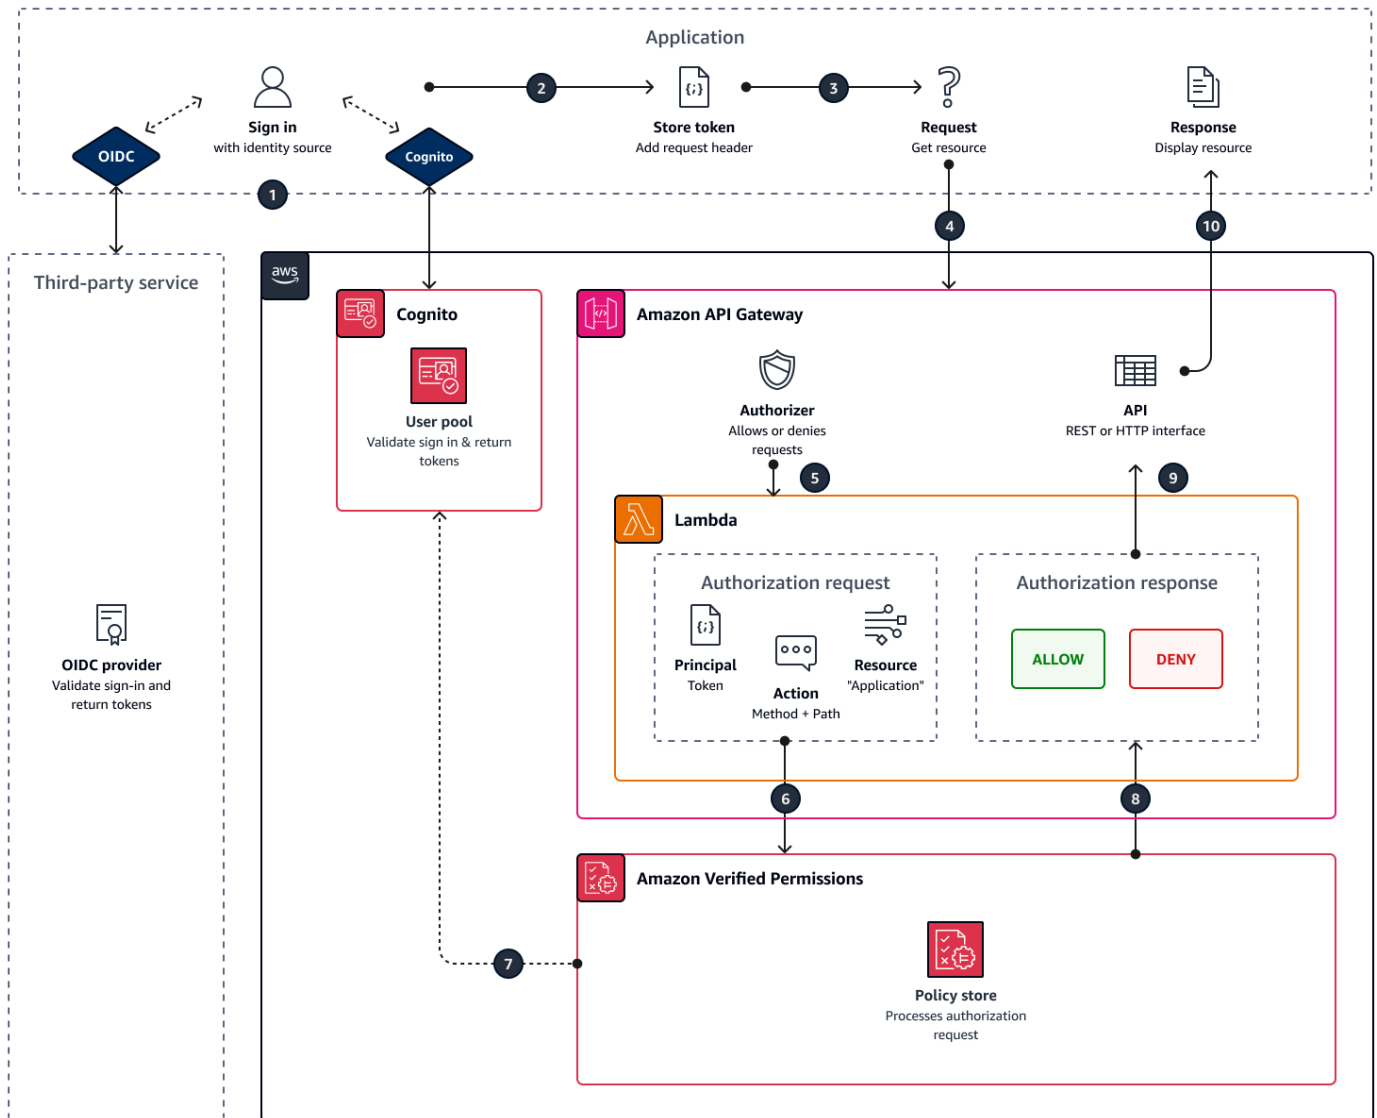 Application
2
3
{;}
{;}
Sign in
with identity source
Store token
Add request header
Request
Get resource
Response
Display resource
OIDC
Cognito
1
4
10
Third-party service
aws
Cognito
User pool
Validate sign in & return
tokens
Amazon API Gateway
</>
Authorizer
Allows or denies
requests
API
REST or HTTP interface
5
9
Lambda
Authorization request
{;}
Principal
Token
Action
Method + Path
Resource
"Application"
Authorization response
ALLOW
DENY
OIDC provider
Validate sign-in and
return tokens
6
8
Amazon Verified Permissions
7
Policy store
Processes authorization
request